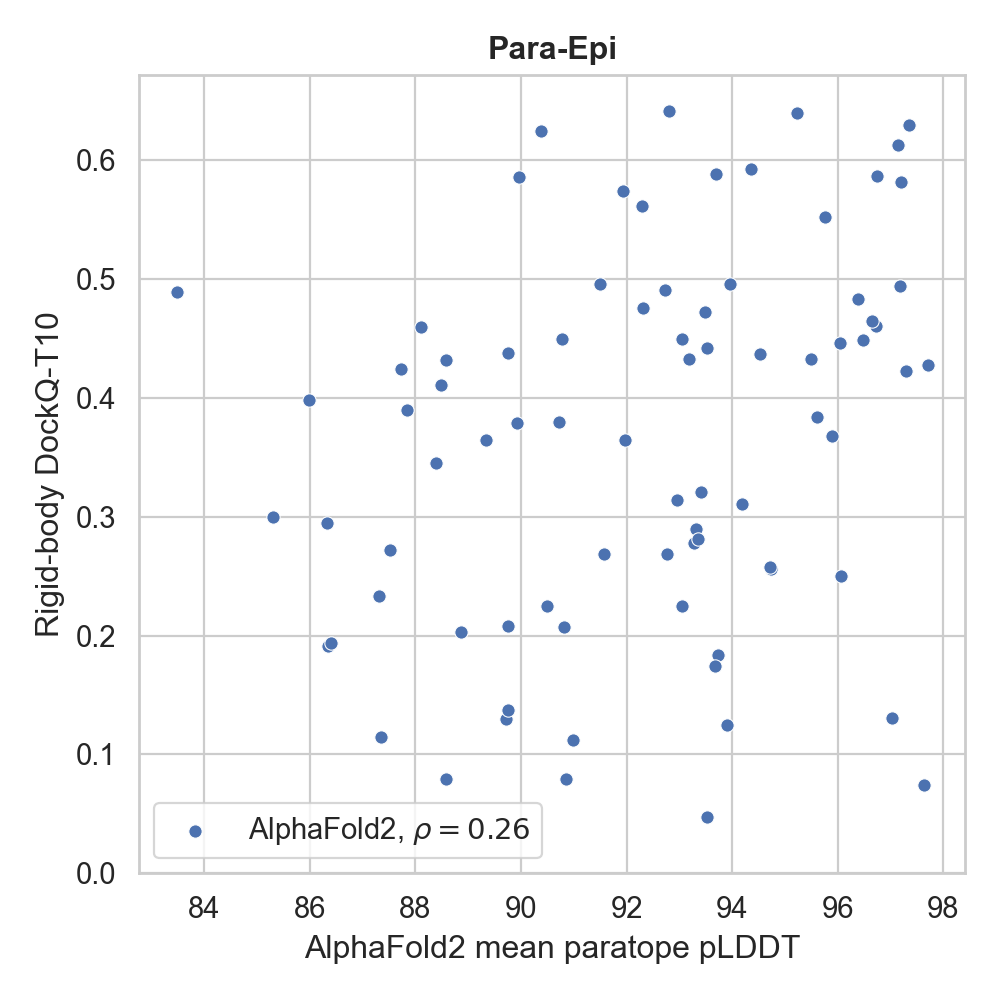 Para-Epi
Rigid-body DockQ-T10
0.6
0.5
0.4
0.3
0.2
0.1
0.0
AlphaFold2, ρ = 0.26
84 86 88 90 92 94 96 98
AlphaFold2 mean paratope pLDDT